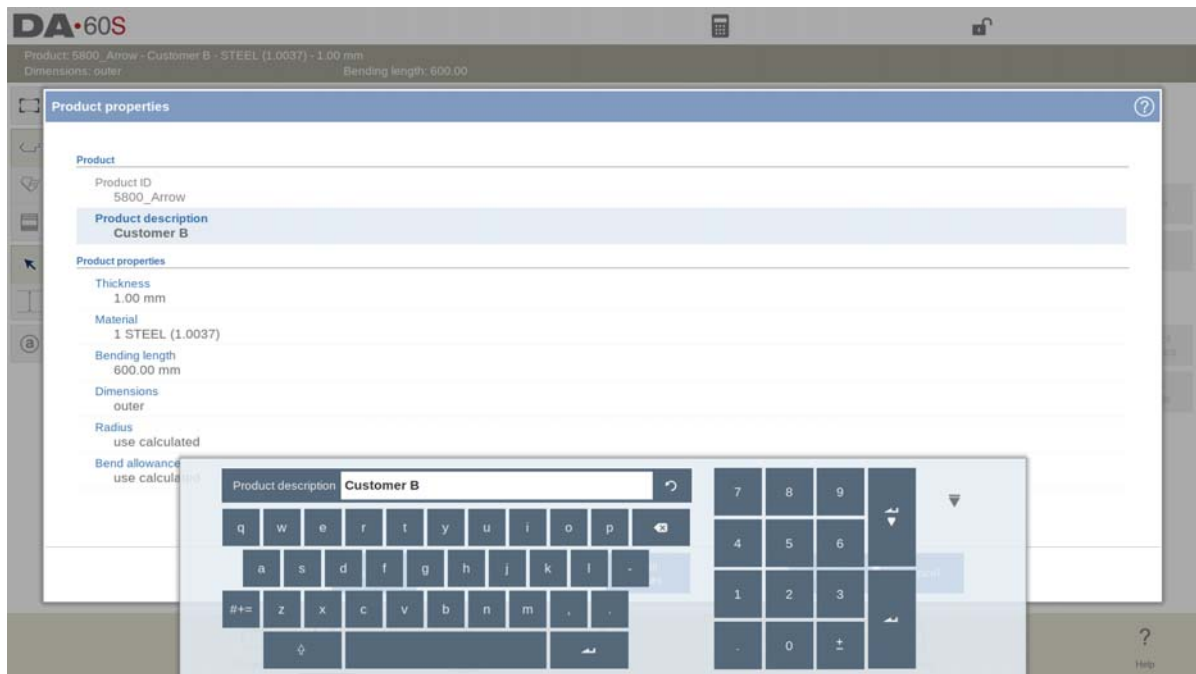 DA•60S
Product: 5800_Arrow - Customer B - STEEL (1.0037) - 1.00 mm
Dimensions: outer Bending length: 600.00
Product properties
Product
Product ID
5800_Arrow
Product description
Customer B
Product properties
Thickness
1.00 mm
Material
1 STEEL (1.0037)
Bending length
600.00 mm
Dimensions
outer
Radius
use calculated
Bend allowance
use calculated
Product description Customer B
7 8 9
q w e r t y u i o p
4 5 6
a s d f g h j k l -
1 2 3
#+= z x c v b n m , .
. 0 ±
a
?
Help